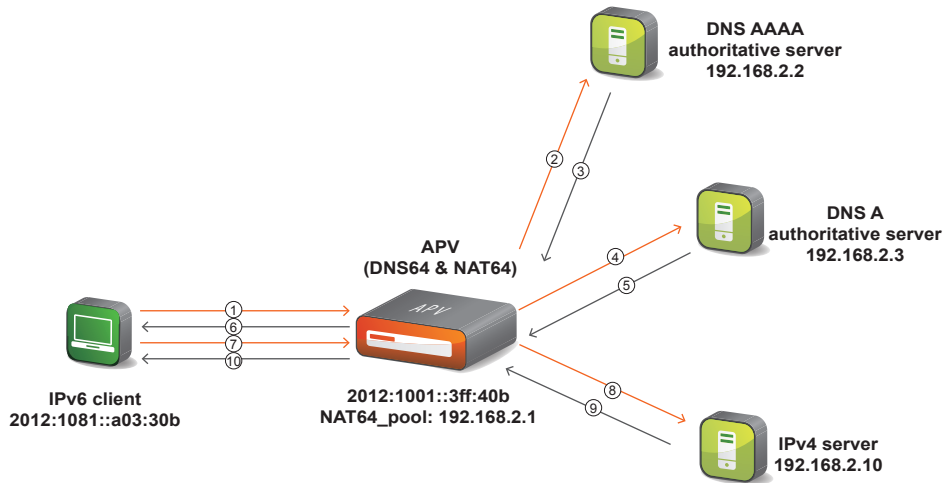 DNS AAAA
authoritative server
192.168.2.2
2
3
DNS A
authoritative server
192.168.2.3
4
5
APV
(DNS64 & NAT64)
APV
1
6
7
10
8
9
IPv6 client
2012:1081::a03:30b
2012:1001::3ff:40b
NAT64_pool: 192.168.2.1
IPv4 server
192.168.2.10